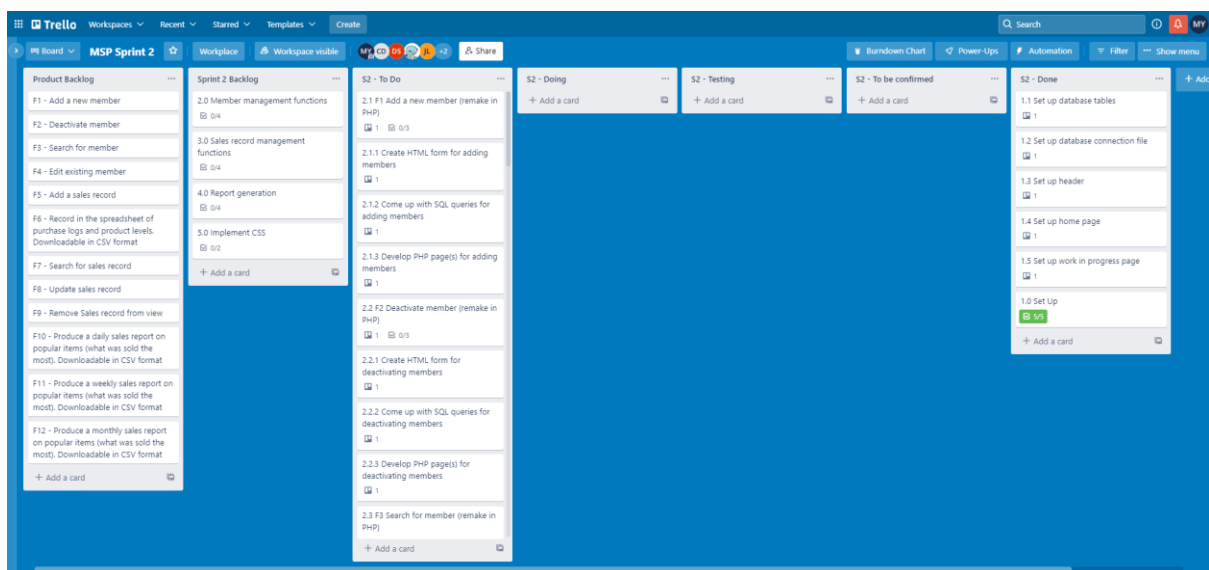 Trello Workspaces Recent Starred Templates Create Search MY
Board MSP Sprint 2 Workplace Workspace visible MY CD DS JL +2 Share Burndown Chart Power-Ups Automation Filter ··· Show menu
Product Backlog ···
F1 - Add a new member
F2 - Deactivate member
F3 - Search for member
F4 - Edit existing member
F5 - Add a sales record
F6 - Record in the spreadsheet of
purchase logs and product levels.
Downloadable in CSV format
F7 - Search for sales record
F8 - Update sales record
F9 - Remove Sales record from view
F10 - Produce a daily sales report on
popular items (what was sold the
most). Downloadable in CSV format
F11 - Produce a weekly sales report on
popular items (what was sold the
most). Downloadable in CSV format
F12 - Produce a monthly sales report
on popular items (what was sold the
most). Downloadable in CSV format
+ Add a card
Sprint 2 Backlog ···
2.0 Member management functions
0/4
3.0 Sales record management
functions
0/4
4.0 Report generation
0/4
5.0 Implement CSS
0/2
+ Add a card
S2 - To Do ···
2.1 F1 Add a new member (remake in
PHP)
1 0/3
2.1.1 Create HTML form for adding
members
1
2.1.2 Come up with SQL queries for
adding members
1
2.1.3 Develop PHP page(s) for adding
members
1
2.2 F2 Deactivate member (remake in
PHP)
1 0/3
2.2.1 Create HTML form for
deactivating members
1
2.2.2 Come up with SQL queries for
deactivating members
1
2.2.3 Develop PHP page(s) for
deactivating members
1
2.3 F3 Search for member (remake in
PHP)
+ Add a card
S2 - Doing ···
+ Add a card
S2 - Testing ···
+ Add a card
S2 - To be confirmed ···
+ Add a card
S2 - Done ···
1.1 Set up database tables
1
1.2 Set up database connection file
1
1.3 Set up header
1
1.4 Set up home page
1
1.5 Set up work in progress page
1
1.0 Set Up
5/5
+ Add a card
+ Add